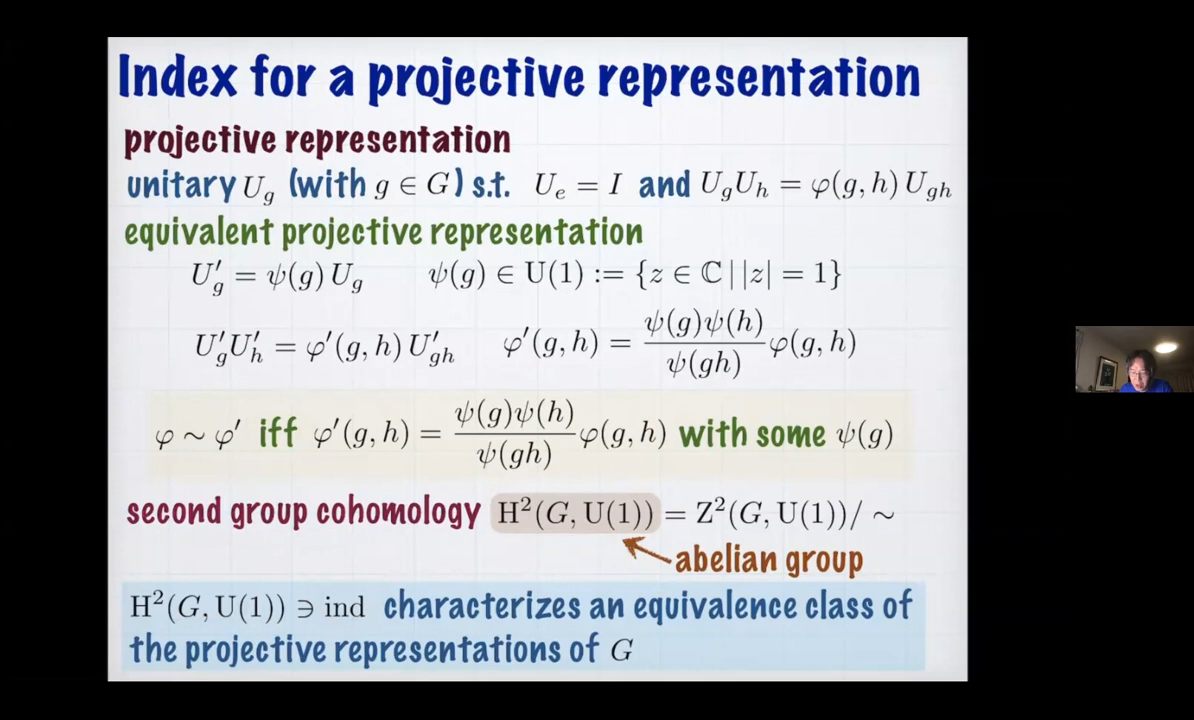 Index for a projective representation
projective representation
unitary U_g (with g ∈ G) s.t. U_e = I and U_g U_h = φ(g, h) U_{gh}
equivalent projective representation
U'_g = ψ(g) U_g ψ(g) ∈ U(1) := {z ∈ ℂ | |z| = 1}
U'_g U'_h = φ'(g, h) U'_{gh} φ'(g, h) = ψ(g)ψ(h)/ψ(gh) φ(g, h)
φ ~ φ' iff φ'(g, h) = ψ(g)ψ(h)/ψ(gh) φ(g, h) with some ψ(g)
second group cohomology H²(G, U(1)) = Z²(G, U(1))/ ~
abelian group
H²(G, U(1)) ∋ ind characterizes an equivalence class of
the projective representations of G